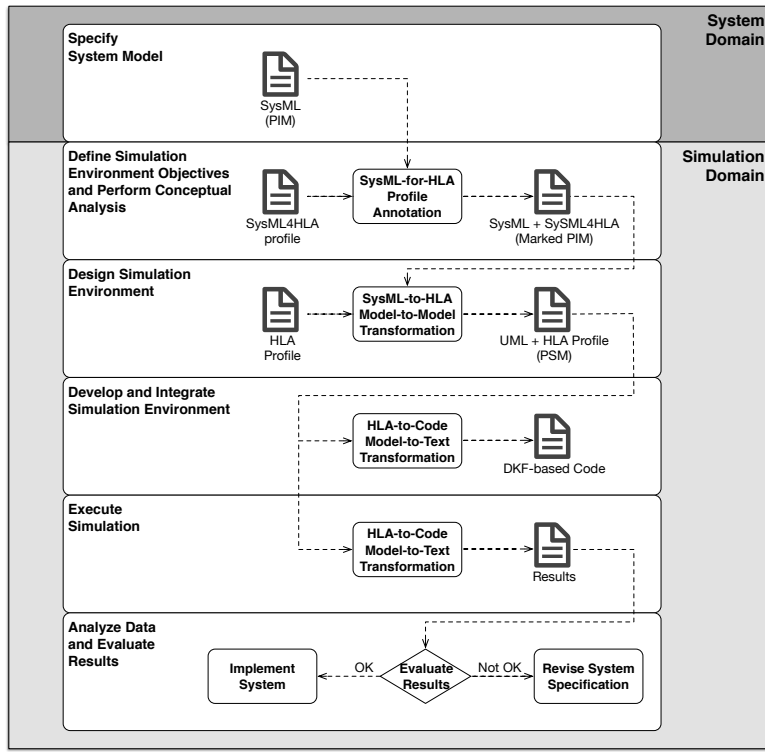 System
Domain
Specify
System Model
SysML
(PIM)
Simulation
Domain
Define Simulation
Environment Objectives
and Perform Conceptual
Analysis
SysML4HLA
profile
SysML-for-HLA
Profile
Annotation
SysML + SySML4HLA
(Marked PIM)
Design Simulation
Environment
HLA
Profile
SysML-to-HLA
Model-to-Model
Transformation
UML + HLA Profile
(PSM)
Develop and Integrate
Simulation Environment
HLA-to-Code
Model-to-Text
Transformation
DKF-based Code
Execute
Simulation
HLA-to-Code
Model-to-Text
Transformation
Results
Analyze Data
and Evaluate
Results
Implement
System
OK
Evaluate
Results
Not OK
Revise System
Specification